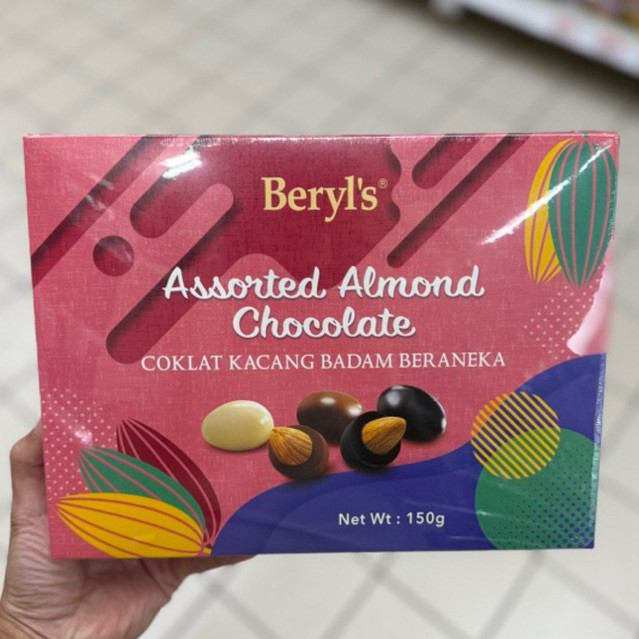 Beryl's®
Assorted Almond
Chocolate
COKLAT KACANG BADAM BERANEKA
Net Wt : 150g